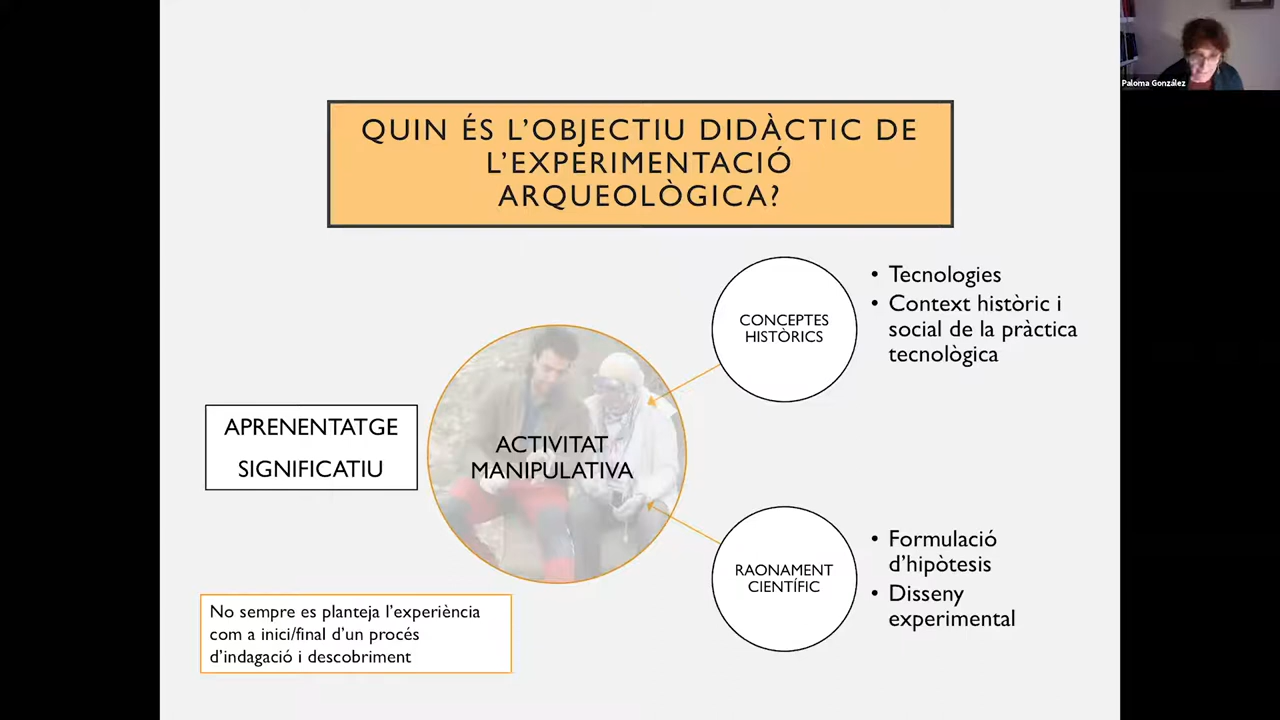 Paloma González
QUIN ÉS L’OBJECTIU DIDÀCTIC DE
L’EXPERIMENTACIÓ
ARQUEOLÒGICA?
CONCEPTES
HISTÒRICS
• Tecnologies
• Context històric i
social de la pràctica
tecnològica
APRENENTATGE
SIGNIFICATIU
ACTIVITAT
MANIPULATIVA
RAONAMENT
CIENTÍFIC
• Formulació
d’hipòtesis
• Disseny
experimental
No sempre es planteja l’experiència
com a inici/final d’un procés
d’indagació i descobriment